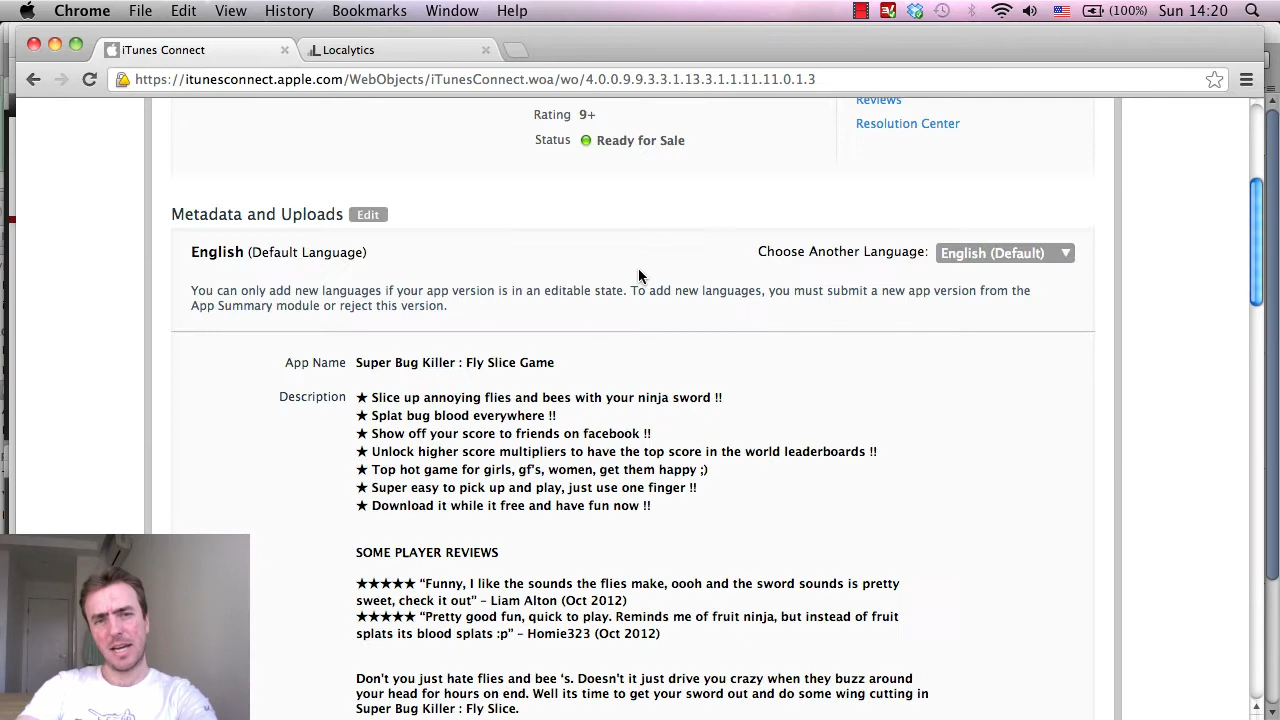 Chrome File Edit View History Bookmarks Window Help (100%) Sun 14:20
iTunes Connect Localytics
https://itunesconnect.apple.com/WebObjects/iTunesConnect.woa/wo/4.0.0.9.9.3.3.1.13.3.1.1.11.11.0.1.3
Reviews
Rating 9+
Resolution Center
Status Ready for Sale
Metadata and Uploads Edit
English (Default Language) Choose Another Language: English (Default)
You can only add new languages if your app version is in an editable state. To add new languages, you must submit a new app version from the
App Summary module or reject this version.
App Name Super Bug Killer : Fly Slice Game
Description ★ Slice up annoying flies and bees with your ninja sword !!
★ Splat bug blood everywhere !!
★ Show off your score to friends on facebook !!
★ Unlock higher score multipliers to have the top score in the world leaderboards !!
★ Top hot game for girls, gf's, women, get them happy ;)
★ Super easy to pick up and play, just use one finger !!
★ Download it while it free and have fun now !!
SOME PLAYER REVIEWS
★★★★★ “Funny, I like the sounds the flies make, oooh and the sword sounds is pretty
sweet, check it out” – Liam Alton (Oct 2012)
★★★★★ “Pretty good fun, quick to play. Reminds me of fruit ninja, but instead of fruit
splats its blood splats :p” – Homie323 (Oct 2012)
Don't you just hate flies and bee ‘s. Doesn't it just drive you crazy when they buzz around
your head for hours on end. Well its time to get your sword out and do some wing cutting in
Super Bug Killer : Fly Slice.